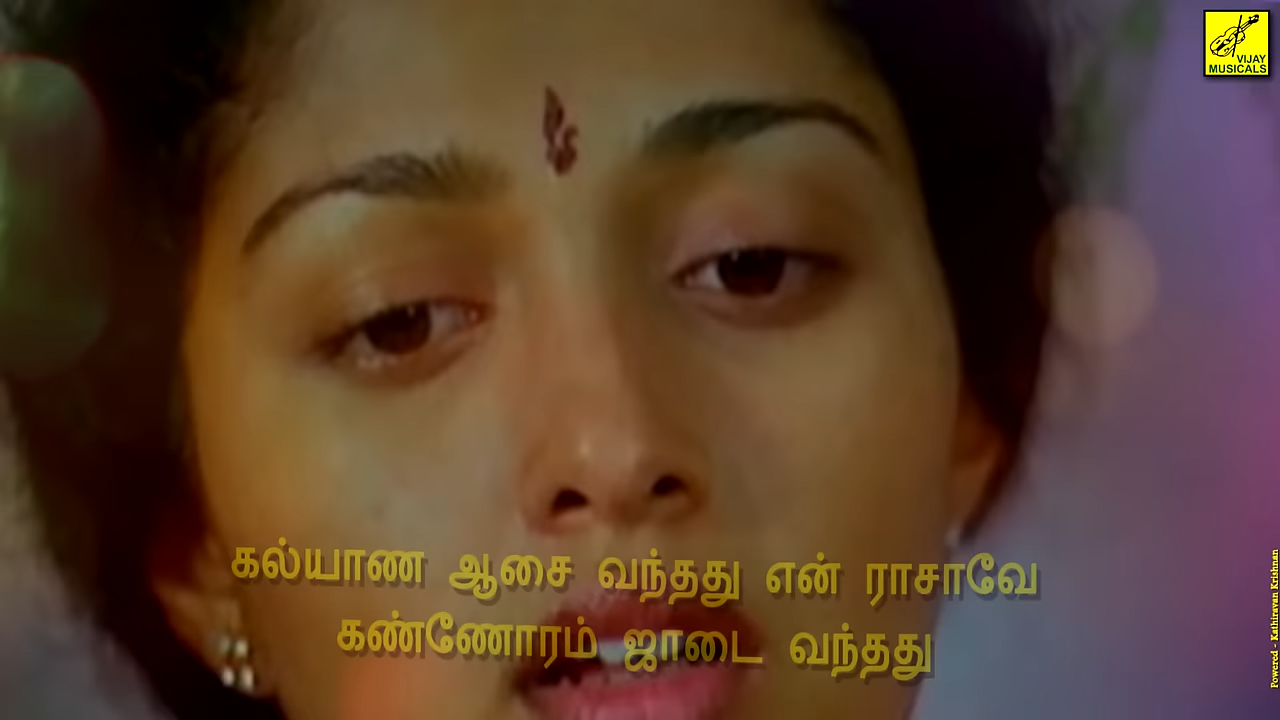 VIJAY
MUSICALS
கல்யாண ஆசை வந்தது என் ராசாவே
கண்ணோரம் ஜாடை வந்தது
Powered - Kathiravan Krishnan